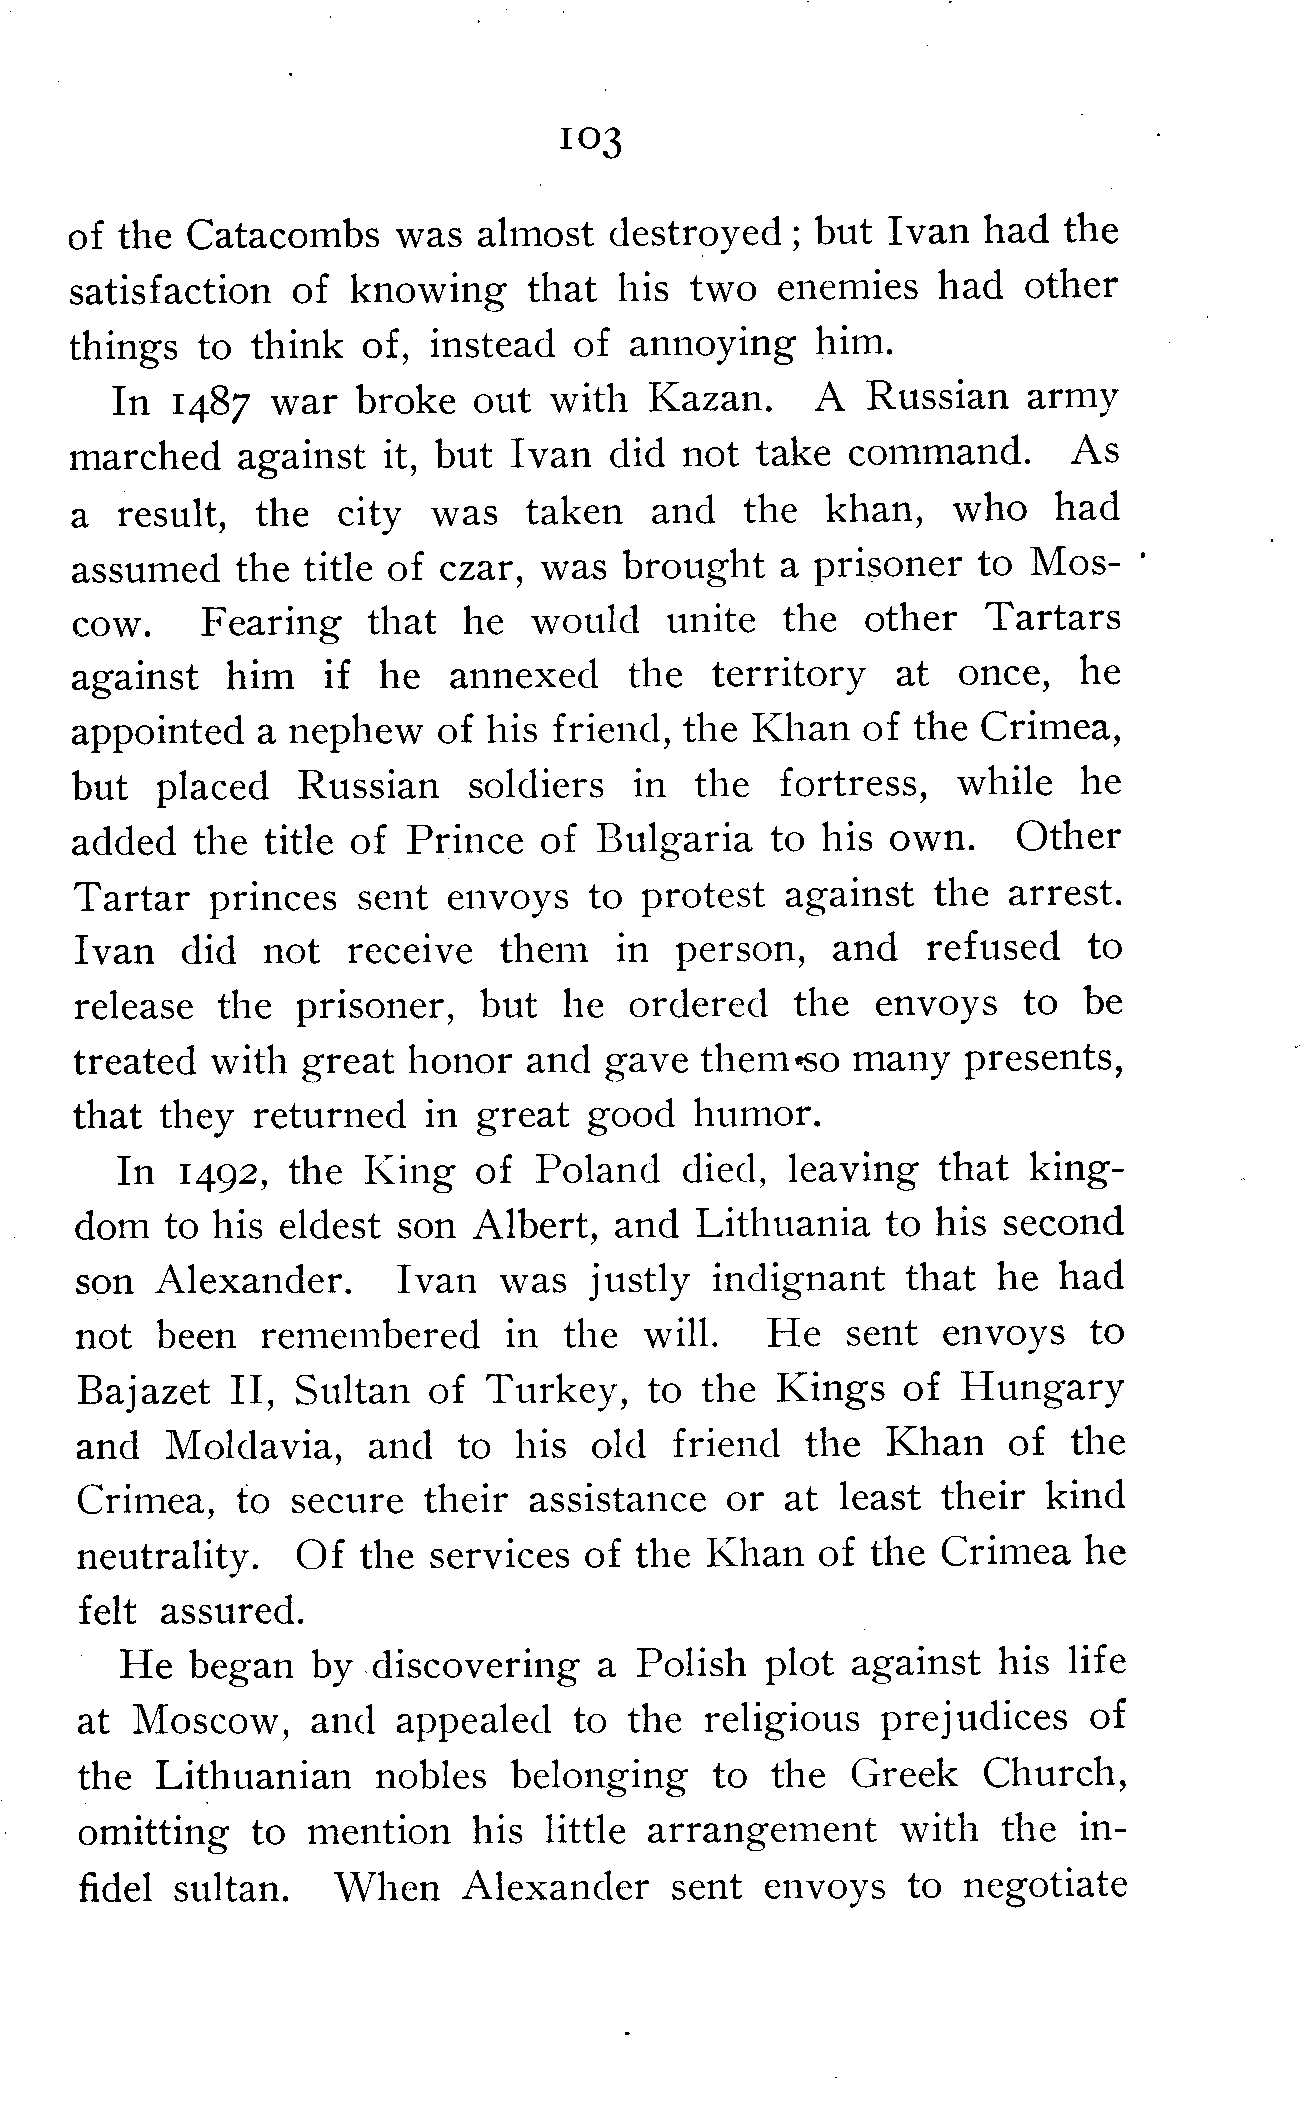 103
of the Catacombs was almost destroyed; but Ivan had the
satisfaction of knowing that his two enemies had other
things to think of, instead of annoying him.
In 1487 war broke out with Kazan. A Russian army
marched against it, but Ivan did not take command. As
a result, the city was taken and the khan, who had
assumed the title of czar, was brought a prisoner to Mos-
cow. Fearing that he would unite the other Tartars
against him if he annexed the territory at once, he
appointed a nephew of his friend, the Khan of the Crimea,
but placed Russian soldiers in the fortress, while he
added the title of Prince of Bulgaria to his own. Other
Tartar princes sent envoys to protest against the arrest.
Ivan did not receive them in person, and refused to
release the prisoner, but he ordered the envoys to be
treated with great honor and gave them so many presents,
that they returned in great good humor.
In 1492, the King of Poland died, leaving that king-
dom to his eldest son Albert, and Lithuania to his second
son Alexander. Ivan was justly indignant that he had
not been remembered in the will. He sent envoys to
Bajazet II, Sultan of Turkey, to the Kings of Hungary
and Moldavia, and to his old friend the Khan of the
Crimea, to secure their assistance or at least their kind
neutrality. Of the services of the Khan of the Crimea he
felt assured.
He began by discovering a Polish plot against his life
at Moscow, and appealed to the religious prejudices of
the Lithuanian nobles belonging to the Greek Church,
omitting to mention his little arrangement with the in-
fidel sultan. When Alexander sent envoys to negotiate